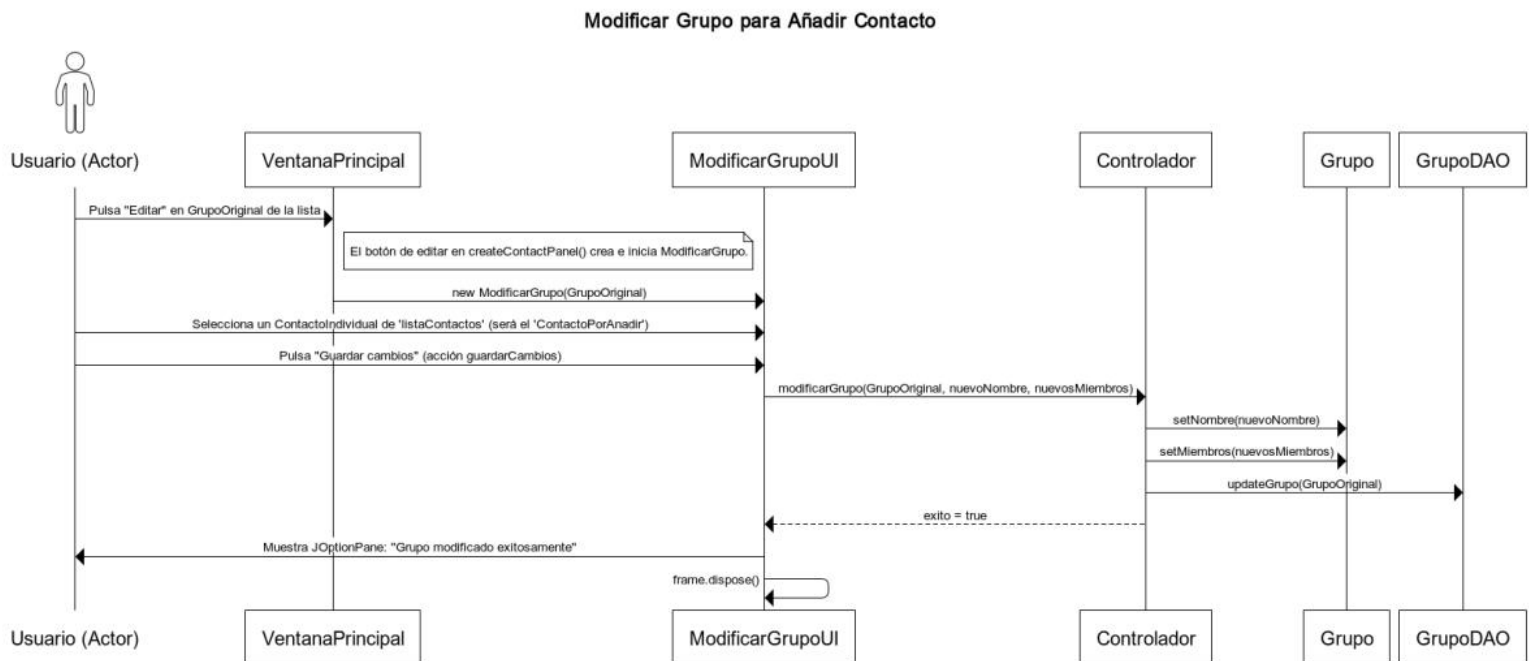 Modificar Grupo para Añadir Contacto
Usuario (Actor)
VentanaPrincipal
ModificarGrupoUI
Controlador
Grupo
GrupoDAO
Pulsa "Editar" en GrupoOriginal de la lista
El botón de editar en createContactPanel() crea e inicia ModificarGrupo.
new ModificarGrupo(GrupoOriginal)
Selecciona un ContactoIndividual de 'listaContactos' (será el 'ContactoPorAnadir')
Pulsa "Guardar cambios" (acción guardarCambios)
modificarGrupo(GrupoOriginal, nuevoNombre, nuevosMiembros)
setNombre(nuevoNombre)
setMiembros(nuevosMiembros)
updateGrupo(GrupoOriginal)
exito = true
Muestra JOptionPane: "Grupo modificado exitosamente"
frame.dispose()
Usuario (Actor)
VentanaPrincipal
ModificarGrupoUI
Controlador
Grupo
GrupoDAO